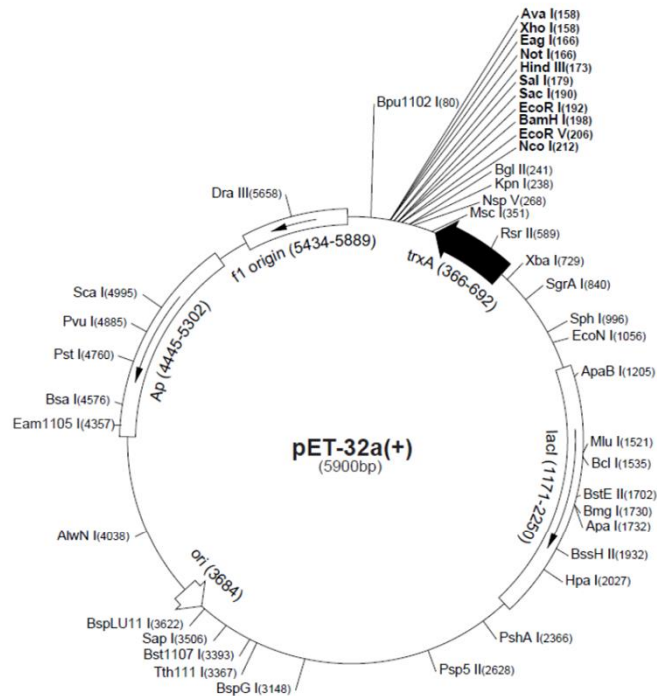 Ava I(158)
Xho I(158)
Eag I(166)
Not I(166)
Hind III(173)
Sal I(179)
Sac I(190)
EcoR I(192)
BamH I(198)
EcoR V(206)
Nco I(212)
Bpu1102 I(80)
Bgl II(241)
Kpn I(238)
Nsp V(268)
Msc I(351)
Rsr II(589)
Xba I(729)
SgrA I(840)
Sph I(996)
EcoN I(1056)
ApaB I(1205)
Mlu I(1521)
Bcl I(1535)
BstE II(1702)
Bmg I(1730)
Apa I(1732)
BssH II(1932)
Hpa I(2027)
PshA I(2366)
Psp5 II(2628)
BspG I(3148)
Tth111 I(3367)
Bst1107 I(3393)
Sap I(3506)
BspLU11 I(3622)
AlwN I(4038)
Eam1105 I(4357)
Bsa I(4576)
Pst I(4760)
Pvu I(4885)
Sca I(4995)
Dra III(5658)
f1 origin (5434-5889)
trxA (366-692)
Ap (4445-5302)
lacI (1171-2250)
ori (3684)
pET-32a(+)
(5900bp)